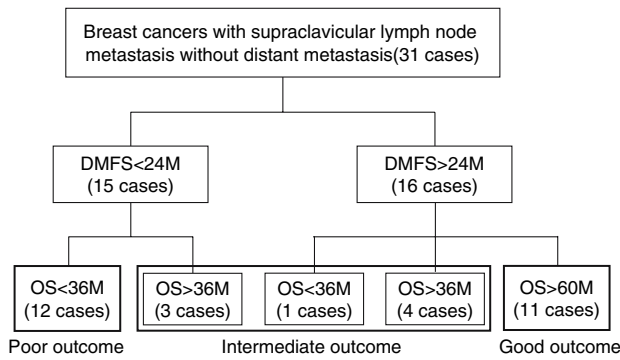 Breast cancers with supraclavicular lymph node
metastasis without distant metastasis(31 cases)
DMFS<24M
(15 cases)
DMFS>24M
(16 cases)
OS<36M
(12 cases)
OS>36M
(3 cases)
OS<36M
(1 cases)
OS>36M
(4 cases)
OS>60M
(11 cases)
Poor outcome
Intermediate outcome
Good outcome